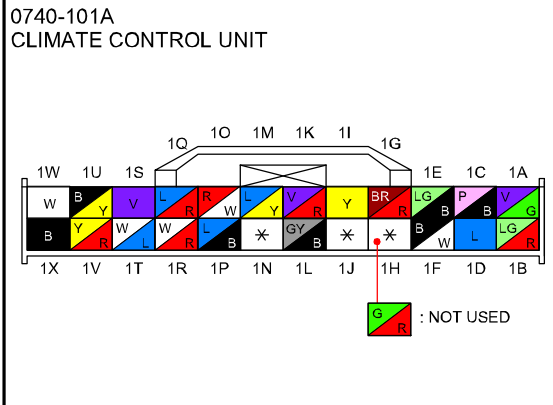 0740-101A
CLIMATE CONTROL UNIT
1Q 1O 1M 1K 1I 1G
1W 1U 1S 1E 1C 1A
W B Y V L R R W L Y V R Y BR R LG B P B V G
B Y R W L W R L B * GY B * * B W L LG R
1X 1V 1T 1R 1P 1N 1L 1J 1H 1F 1D 1B
G R : NOT USED